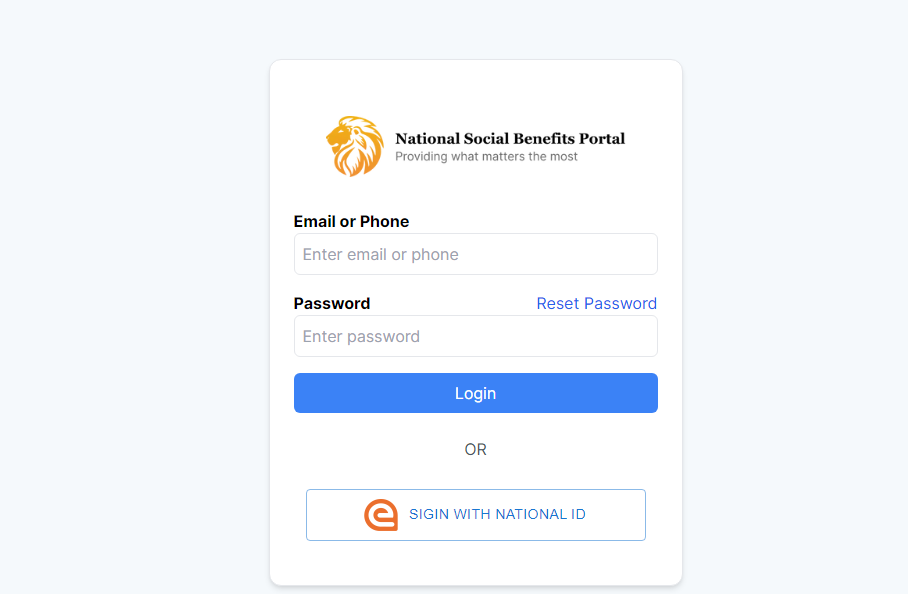 National Social Benefits Portal
Providing what matters the most
Email or Phone
Enter email or phone
Password Reset Password
Enter password
Login
OR
SIGIN WITH NATIONAL ID